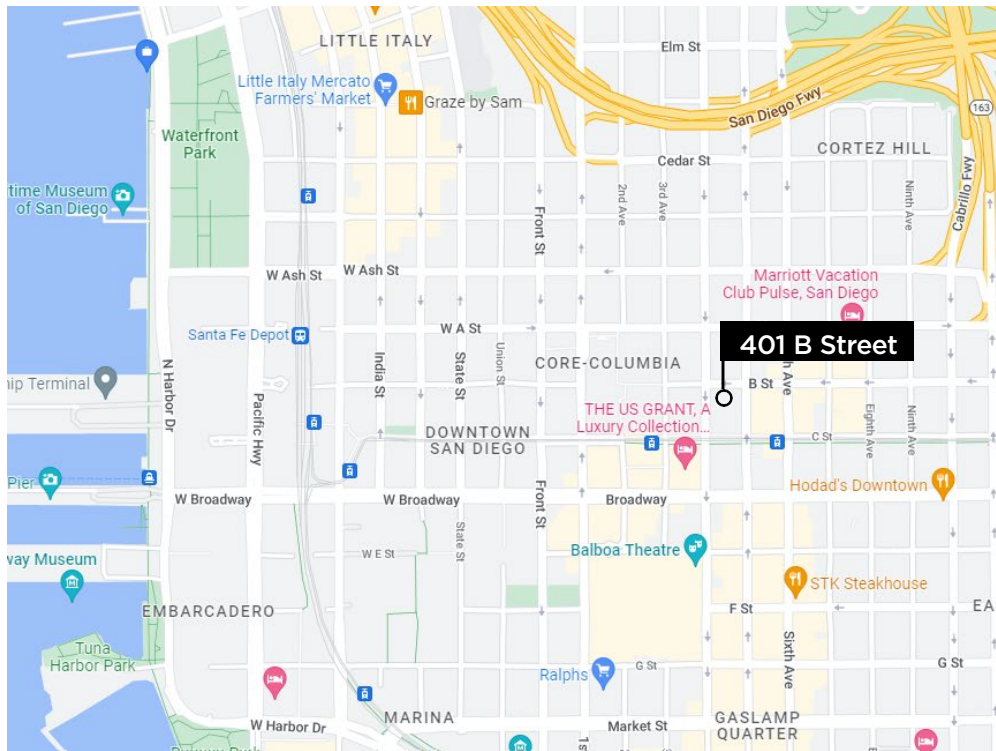 LITTLE ITALY
Elm St
Little Italy Mercato
Farmers' Market
Graze by Sam
San Diego Fwy
163
Waterfront
Park
Front St
CORTEZ HILL
Cedar St
time Museum
of San Diego
2nd Ave
3rd Ave
Ninth Ave
Cabrillo Fwy
W Ash St
W Ash St
Marriott Vacation
Club Pulse, San Diego
Santa Fe Depot
W A St
401 B Street
N Harbor Dr
Pacific Hwy
India St
State St
Union St
CORE-COLUMBIA
hip Terminal
B St
h Ave
Eighth Ave
Ninth Ave
THE US GRANT, A
Luxury Collection...
DOWNTOWN
SAN DIEGO
C St
Pier
W Broadway
W Broadway
Front St
Broadway
Hodad's Downtown
State St
W E St
Balboa Theatre
way Museum
STK Steakhouse
EMBARCADERO
F St
EA
Tuna
Harbor Park
Sixth Ave
Ralphs
G St
G St
W Harbor Dr
MARINA
Market St
GASLAMP
QUARTER
1st